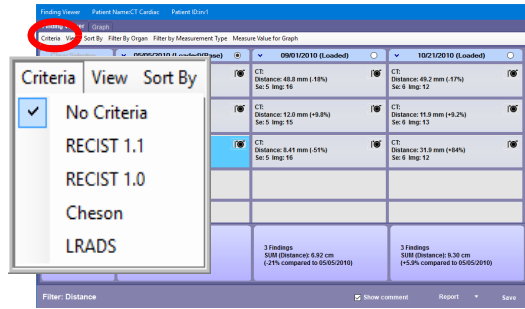 Finding Viewer Patient Name:CT Cardiac Patient ID:inv1
Graph
Criteria View Sort By Filter By Organ Filter by Measurement Type Measure Value for Graph
05/05/2010 (Loaded/Base) 09/01/2010 (Loaded) 10/21/2010 (Loaded)
Criteria View Sort By
No Criteria
RECIST 1.1
RECIST 1.0
Cheson
LRADS
CT:
Distance: 48.8 mm (-18%)
Se: 5 Img: 16
CT:
Distance: 49.2 mm (-17%)
Se: 6 Img: 12
CT:
Distance: 12.0 mm (+9.8%)
Se: 5 Img: 15
CT:
Distance: 11.9 mm (+9.2%)
Se: 6 Img: 13
CT:
Distance: 8.41 mm (-51%)
Se: 5 Img: 16
CT:
Distance: 31.9 mm (+84%)
Se: 6 Img: 12
3 Findings
SUM (Distance): 6.92 cm
(-21% compared to 05/05/2010)
3 Findings
SUM (Distance): 9.30 cm
(+5.9% compared to 05/05/2010)
Filter: Distance Show comment Report Save